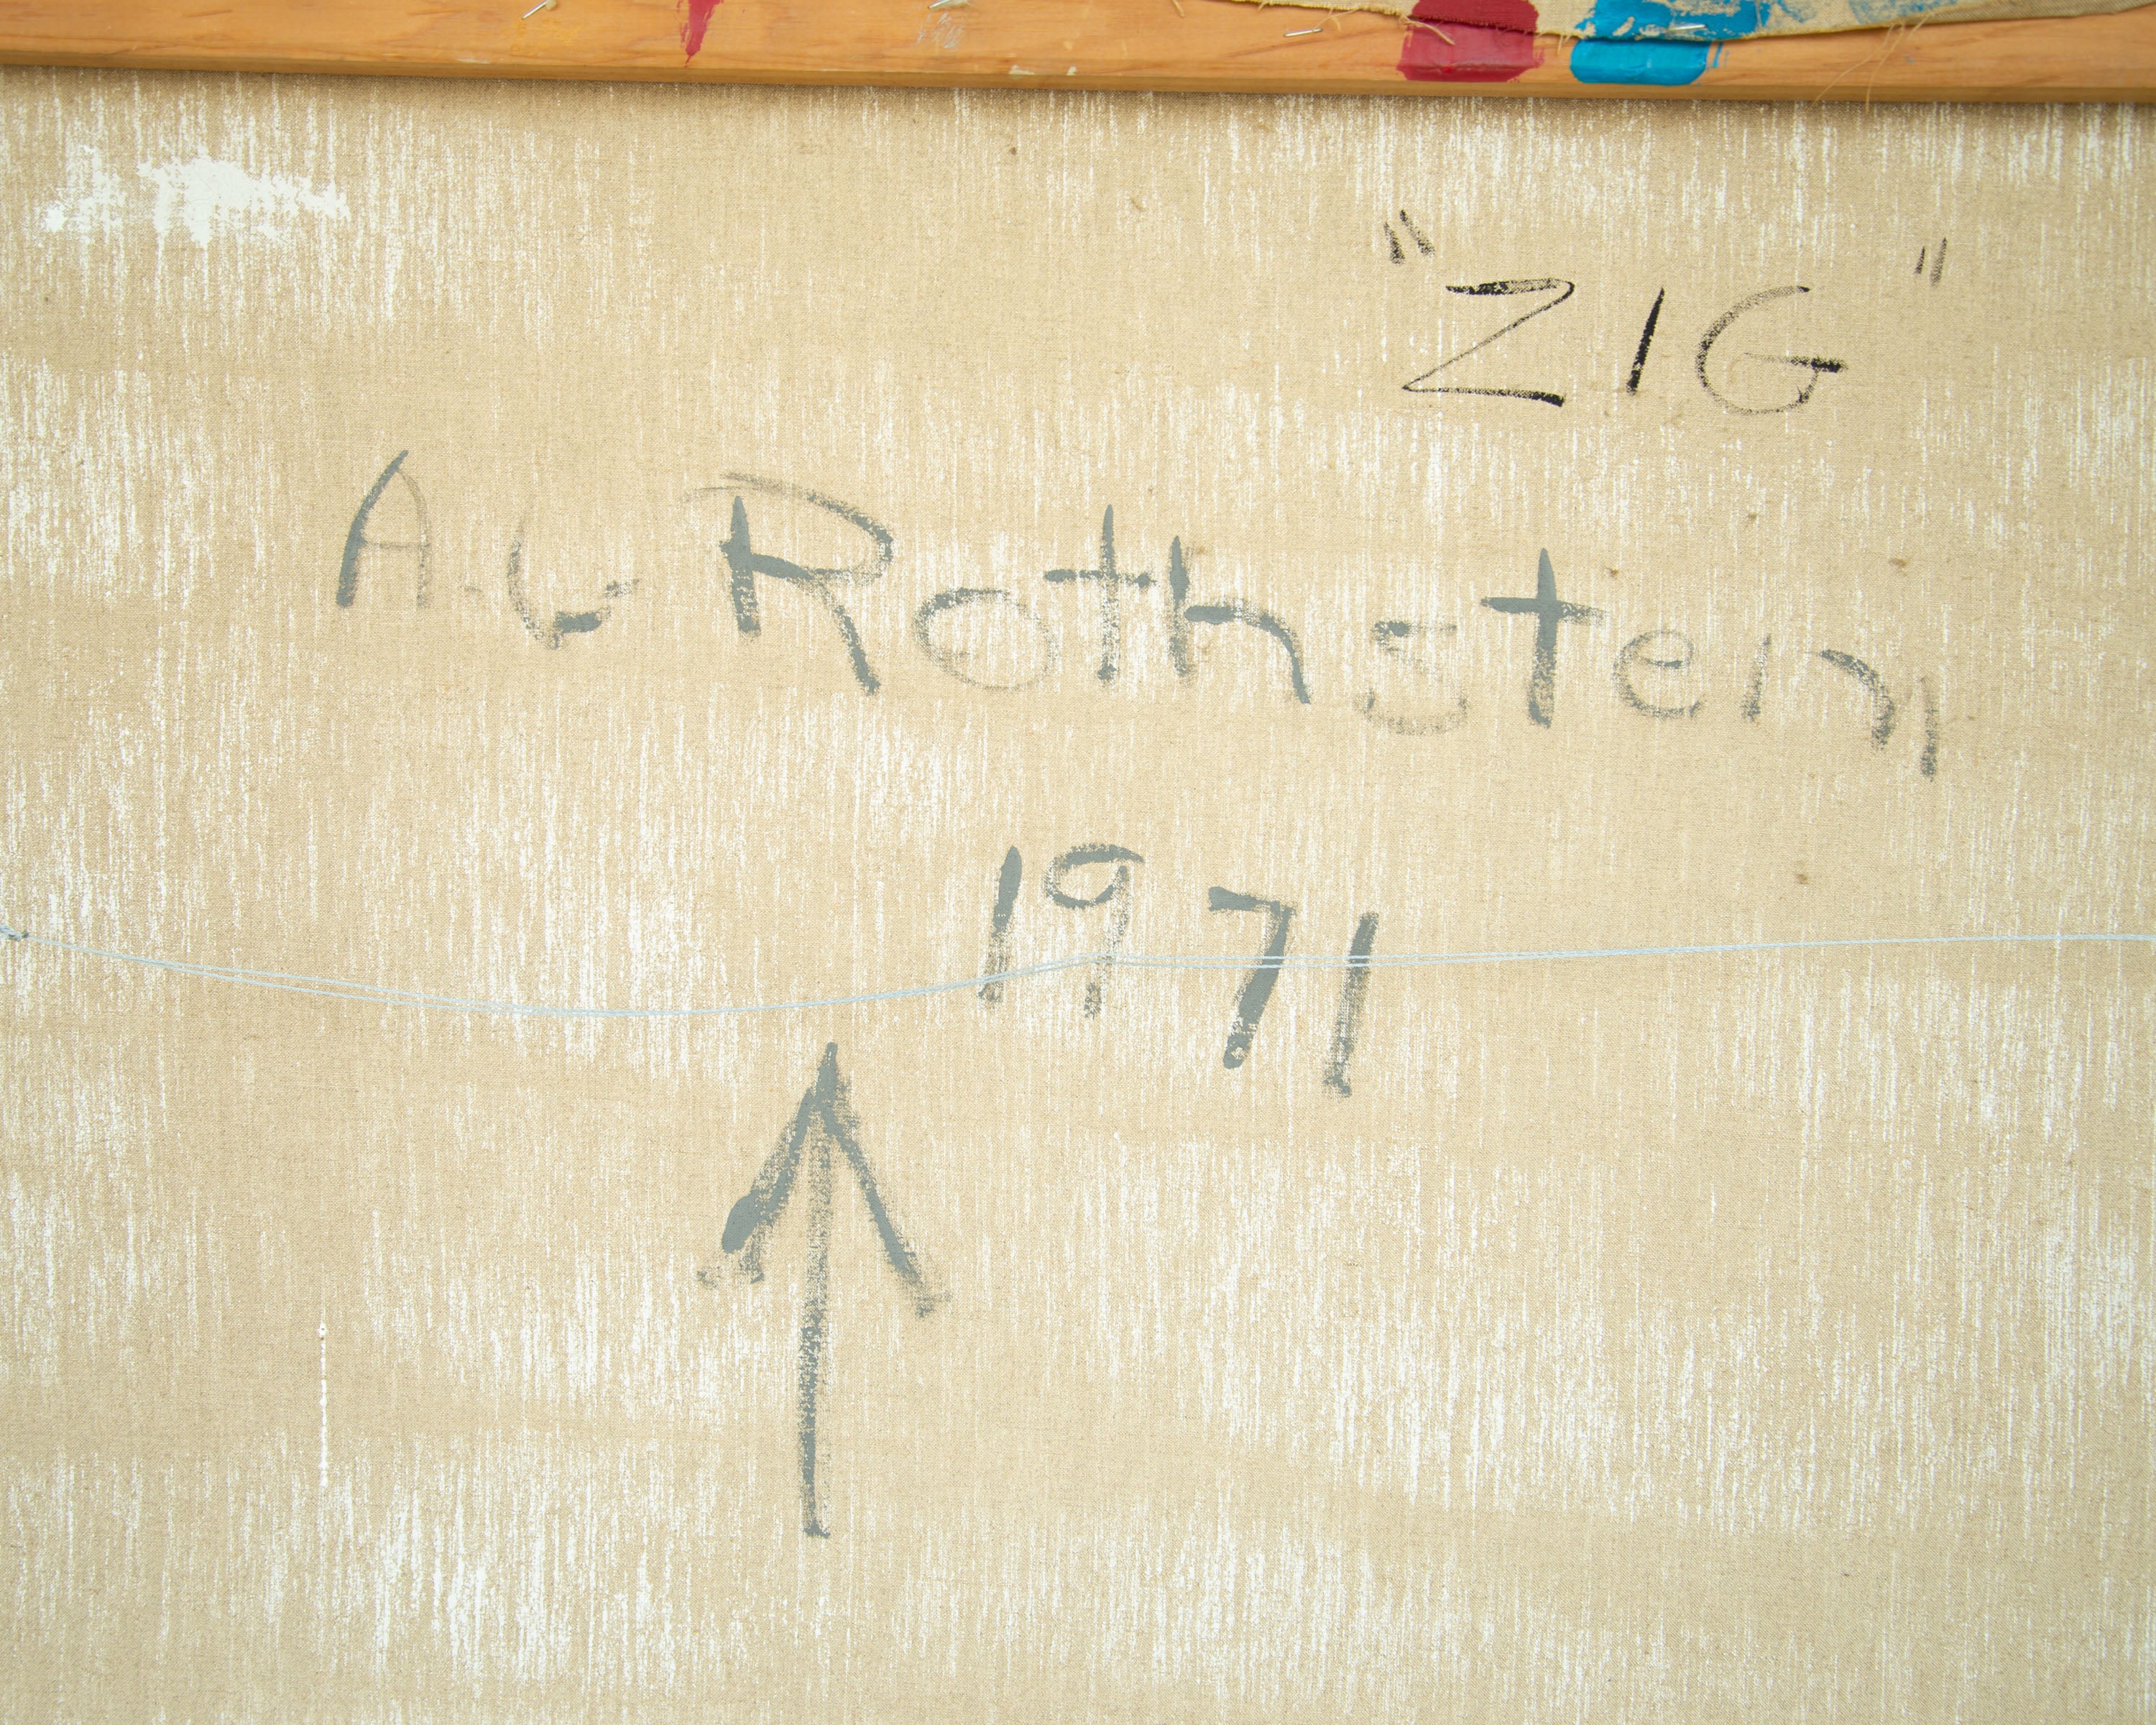 "ZIG"
A. L Rothstein
1971